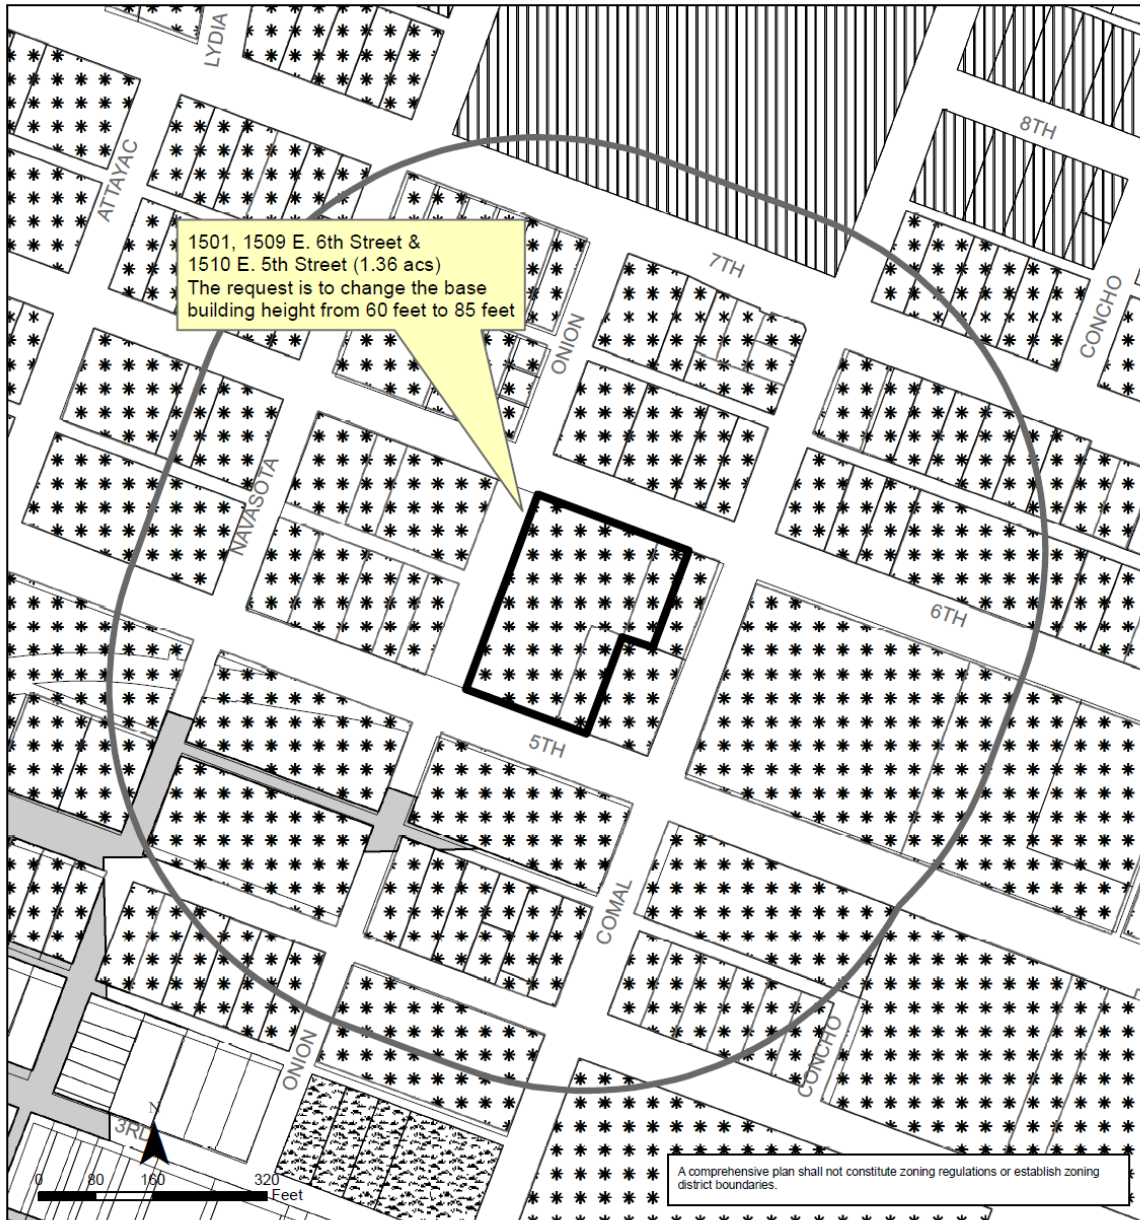 LYDIA
8TH
ATTAYAC
1501, 1509 E. 6th Street &
1510 E. 5th Street (1.36 acs)
The request is to change the base
building height from 60 feet to 85 feet
7TH
CONCHO
ONION
NAVASOTA
6TH
5TH
COMAL
CONCHO
ONION
N
3RD
0 80 160 320
Feet
A comprehensive plan shall not constitute zoning regulations or establish zoning
district boundaries.